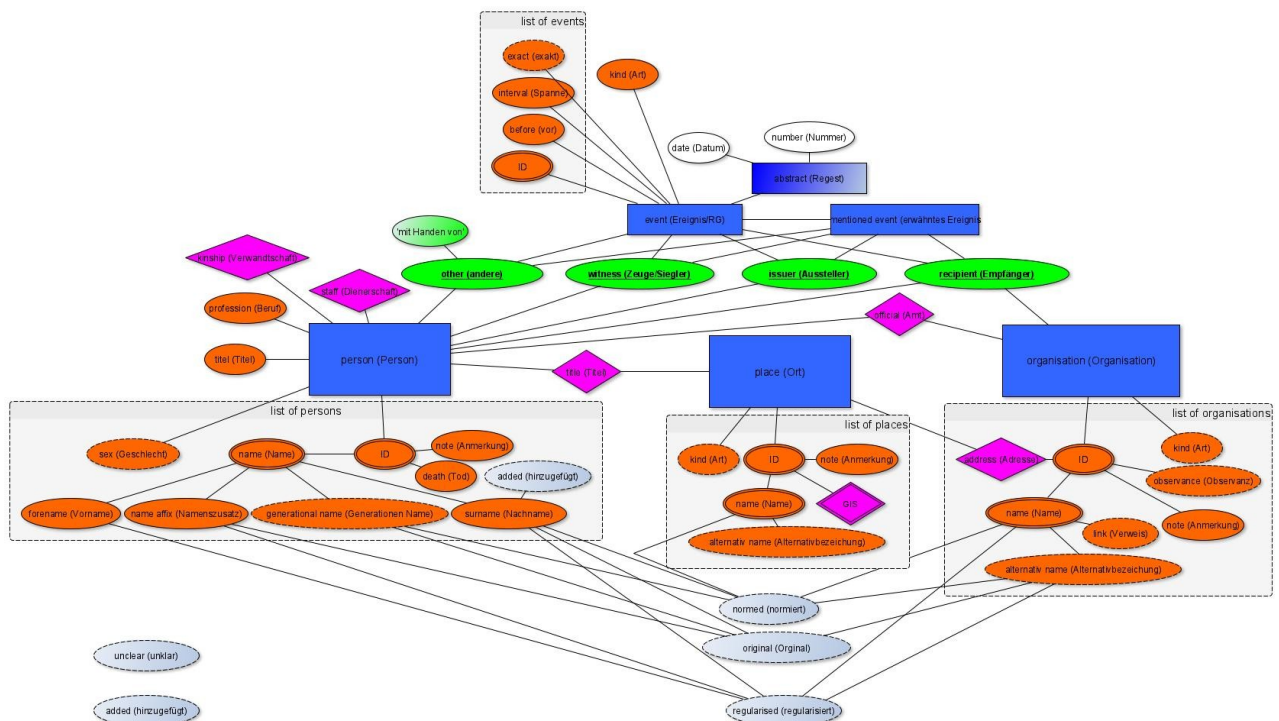 list of events
exact (exakt)
kind (Art)
interval (Spanne)
before (vor)
number (Nummer)
date (Datum)
ID
abstract (Regest)
event (Ereignis/RG)
mentioned event (erwähntes Ereignis
'mit Handen von'
kinship (Verwandtschaft)
other (andere)
witness (Zeuge/Siegler)
issuer (Aussteller)
recipient (Empfänger)
staff (Dienerschaft)
profession (Beruf)
official (Amt)
titel (Titel)
person (Person)
title (Titel)
place (Ort)
organisation (Organisation)
list of persons
list of places
list of organisations
sex (Geschlecht)
name (Name)
ID
note (Anmerkung)
death (Tod)
added (hinzugefügt)
kind (Art)
ID
note (Anmerkung)
address (Adresse)
ID
kind (Art)
observance (Observanz)
forename (Vorname)
name affix (Namenszusatz)
generational name (Generationen Name)
surname (Nachname)
name (Name)
GIS
name (Name)
note (Anmerkung)
link (Verweis)
alternativ name (Alternativbezeichung)
alternativ name (Alternativbezeichung)
normed (normiert)
original (Orginal)
unclear (unklar)
added (hinzugefügt)
regularised (regularisiert)